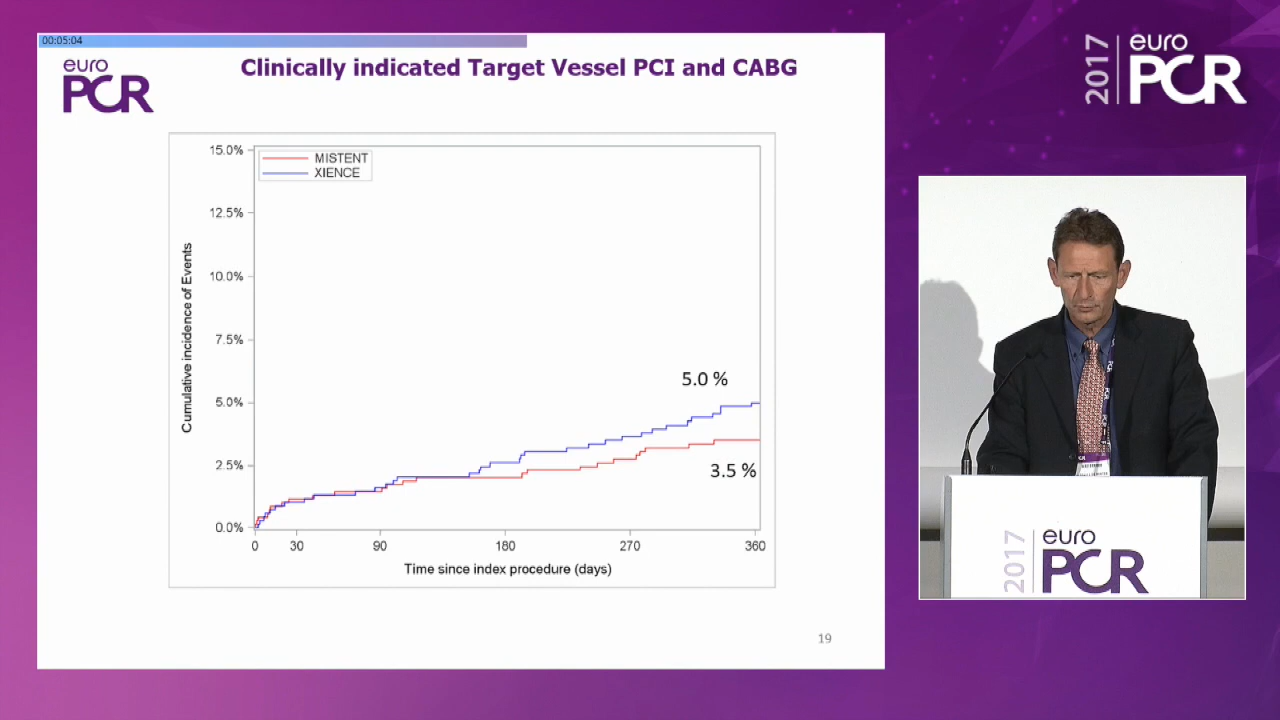 00:05:04
euro
PCR
Clinically indicated Target Vessel PCI and CABG
15.0%
12.5%
10.0%
7.5%
5.0%
2.5%
0.0%
Cumulative incidence of Events
MISTENT
XIENCE
5.0 %
3.5 %
0 30 90 180 270 360
Time since index procedure (days)
19
2017
euro
PCR
2017
euro
PCR